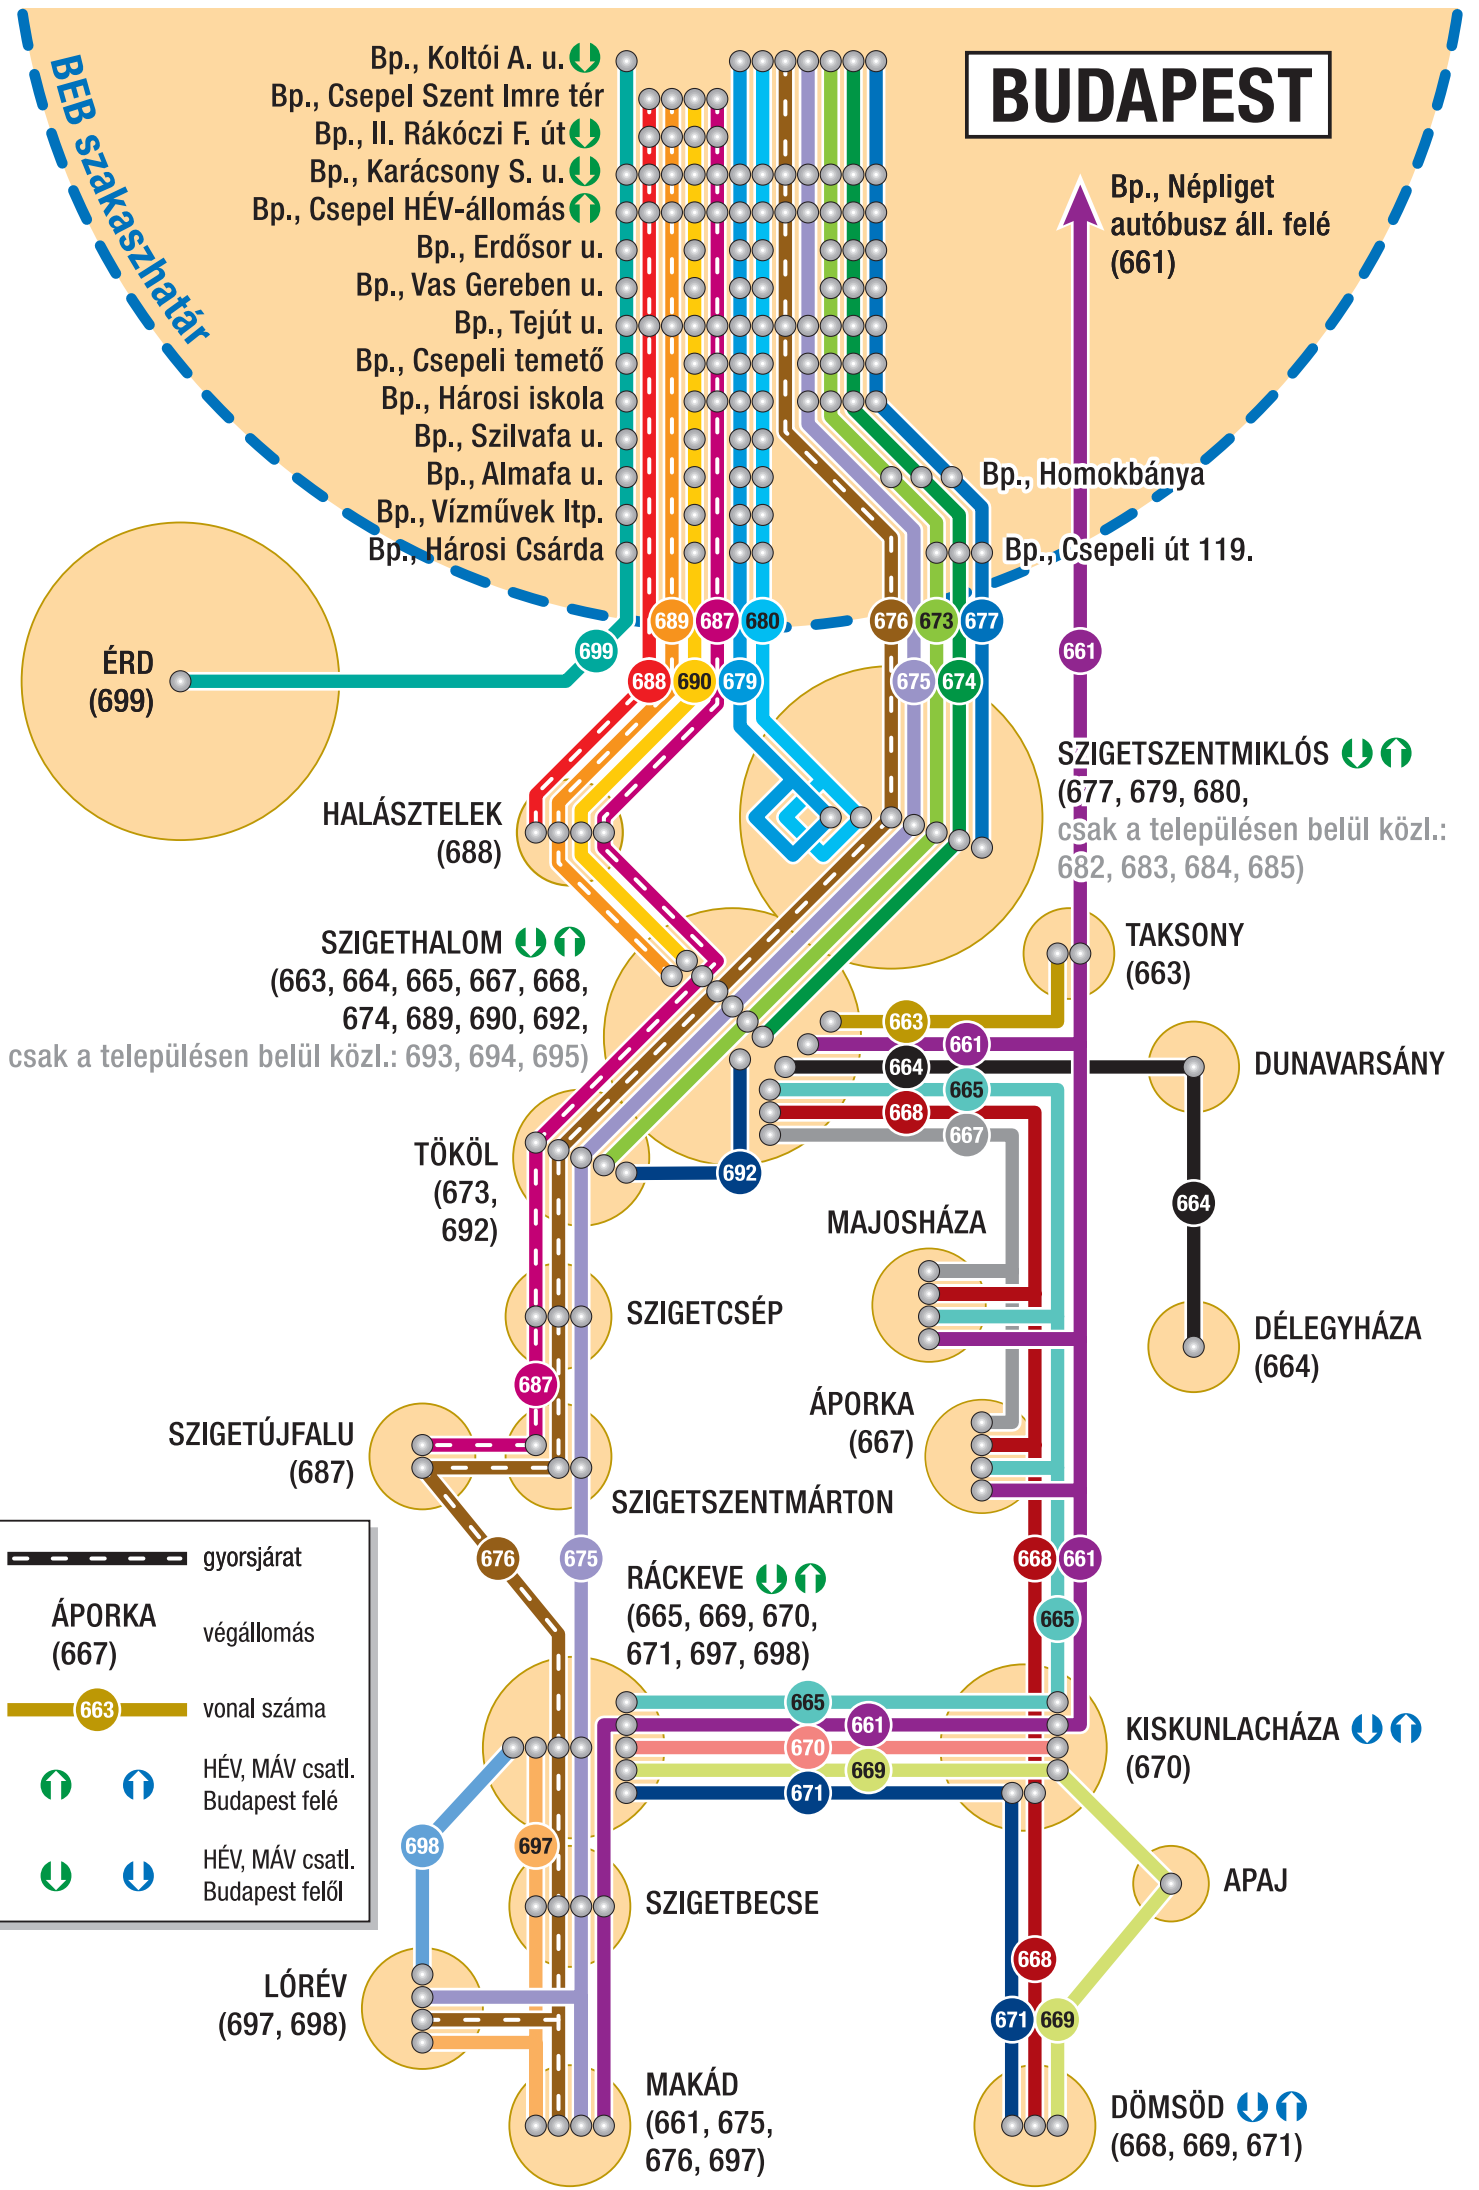 BUDAPEST
BEB szakaszhatár
Bp., Koltói A. u.
Bp., Csepel Szent Imre tér
Bp., II. Rákóczi F. út
Bp., Karácsony S. u.
Bp., Csepel HÉV-állomás
Bp., Erdősor u.
Bp., Vas Gereben u.
Bp., Tejút u.
Bp., Csepeli temető
Bp., Hárosi iskola
Bp., Szilvafa u.
Bp., Almafa u.
Bp., Vízművek ltp.
Bp., Hárosi Csárda
Bp., Népliget
autóbusz áll. felé
(661)
Bp., Homokbánya
Bp., Csepeli út 119.
689
687
680
676
673
677
699
661
688
690
679
675
674
ÉRD
(699)
SZIGETSZENTMIKLÓS
(677, 679, 680,
csak a településen belül közl.:
682, 683, 684, 685)
HALÁSZTELEK
(688)
SZIGETHALOM
(663, 664, 665, 667, 668,
674, 689, 690, 692,
csak a településen belül közl.: 693, 694, 695)
TAKSONY
(663)
663
661
664
665
668
667
DUNAVARSÁNY
TÖKÖL
(673,
692)
692
664
MAJOSHÁZA
SZIGETCSÉP
DÉLEGYHÁZA
(664)
687
ÁPORKA
(667)
SZIGETÚJFALU
(687)
SZIGETSZENTMÁRTON
676
675
668
661
665
RÁCKEVE
(665, 669, 670,
671, 697, 698)
665
661
670
669
671
KISKUNLACHÁZA
(670)
698
697
SZIGETBECSE
APAJ
LÓRÉV
(697, 698)
668
671
669
MAKÁD
(661, 675,
676, 697)
DÖMSÖD
(668, 669, 671)
gyorsjárat
ÁPORKA
(667)
végállomás
663
vonal száma
HÉV, MÁV csatl.
Budapest felé
HÉV, MÁV csatl.
Budapest felől